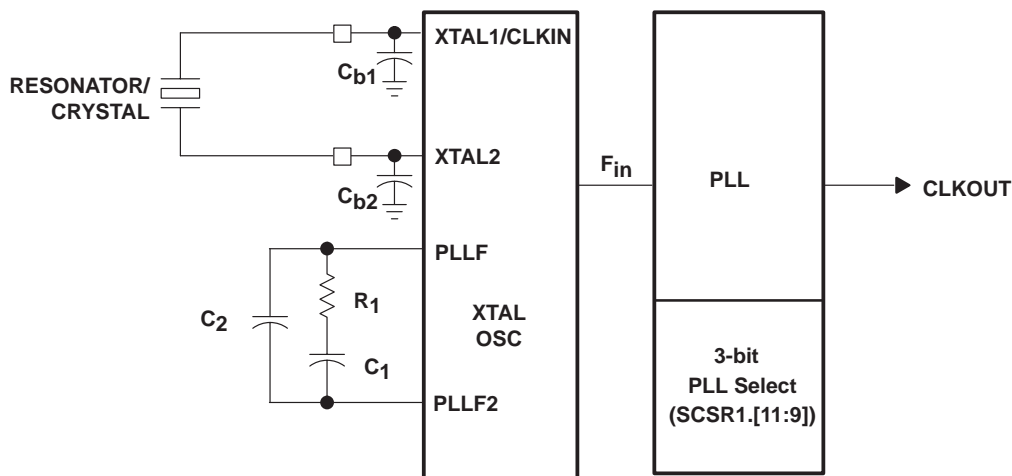 XTAL1/CLKIN
Cb1
RESONATOR/
CRYSTAL
XTAL2
Cb2
Fin
PLL
CLKOUT
PLLF
R1
C2
XTAL
OSC
C1
PLLF2
3-bit
PLL Select
(SCSR1.[11:9])